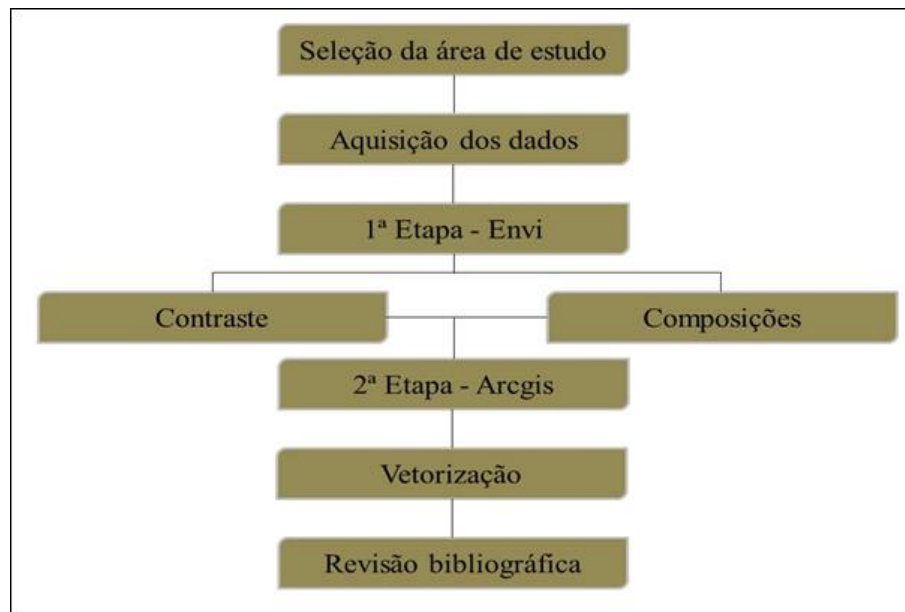 Seleção da área de estudo
Aquisição dos dados
1ª Etapa - Envi
Contraste
Composições
2ª Etapa - Arcgis
Vetorização
Revisão bibliográfica